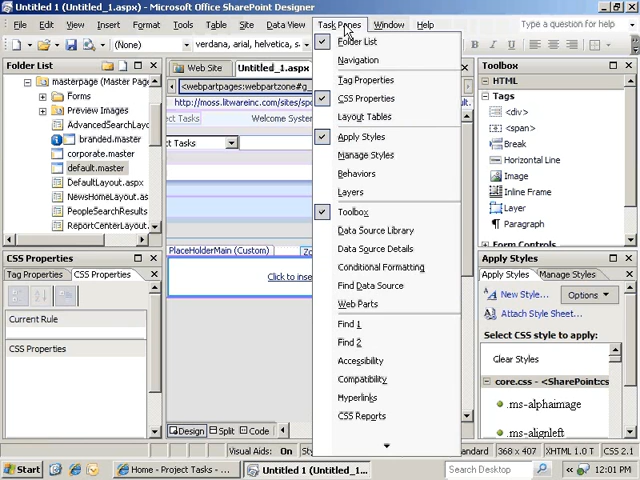 Untitled 1 (Untitled_1.aspx) - Microsoft Office SharePoint Designer
File Edit View Insert Format Tools Table Site Data View Task Panes Window Help
Type a question for help
(None) verdana, arial, helvetica, s
Folder List
masterpage (Master Page
Forms
Preview Images
AdvancedSearchLayo
branded.master
corporate.master
default.master
DefaultLayout.aspx
NewsHomeLayout.asp
PeopleSearchResults
ReportCenterLayout.
CSS Properties
Tag Properties CSS Properties
Current Rule
CSS Properties
Web Site Untitled_1.aspx
<webpartpages:webpartzone#g_
http://moss.litwareinc.com/sites/spo
ct Tasks Welcome System
ct Tasks
PlaceHolderMain (Custom)
Click to inse
Design Split Code
Folder List
Navigation
Tag Properties
CSS Properties
Layout Tables
Apply Styles
Manage Styles
Behaviors
Layers
Toolbox
Data Source Library
Data Source Details
Conditional Formatting
Find Data Source
Web Parts
Find 1
Find 2
Accessibility
Compatibility
Hyperlinks
CSS Reports
Toolbox
HTML
Tags
<div>
<span>
Break
Horizontal Line
Image
Inline Frame
Layer
Paragraph
Form Controls
Apply Styles
Apply Styles Manage Styles
New Style... Options
Attach Style Sheet...
Select CSS style to apply:
Clear Styles
core.css - <SharePoint:cs
.ms-alphaimage
.ms-alignleft
Visual Aids: On 368 x 407 XHTML 1.0 T CSS 2.1
Start Home - Project Tasks - ... Untitled 1 (Untitled_1... Search Desktop 12:01 PM